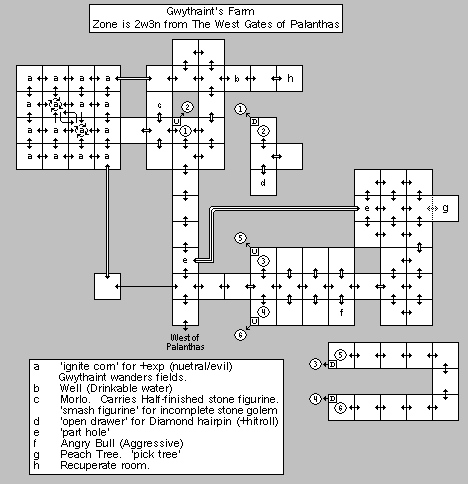 Gwythaint's Farm
Zone is 2w3n from The West Gates of Palanthas
a a a a b h
a a a a c 2 1
a a a a U 1 D 2
a a a a d
e g
5
e U 3
4 f
U
6
West of
Palanthas
3 D 5
4 D 6
a 'ignite corn' for +exp (nuetral/evil)
Gwythaint wanders fields.
b Well (Drinkable water)
c Morlo. Carries Half-finished stone figurine.
'smash figurine' for incomplete stone golem
d 'open drawer' for Diamond hairpin (+hitroll)
e 'part hole'
f Angry Bull (Aggressive)
g Peach Tree. 'pick tree'
h Recuperate room.